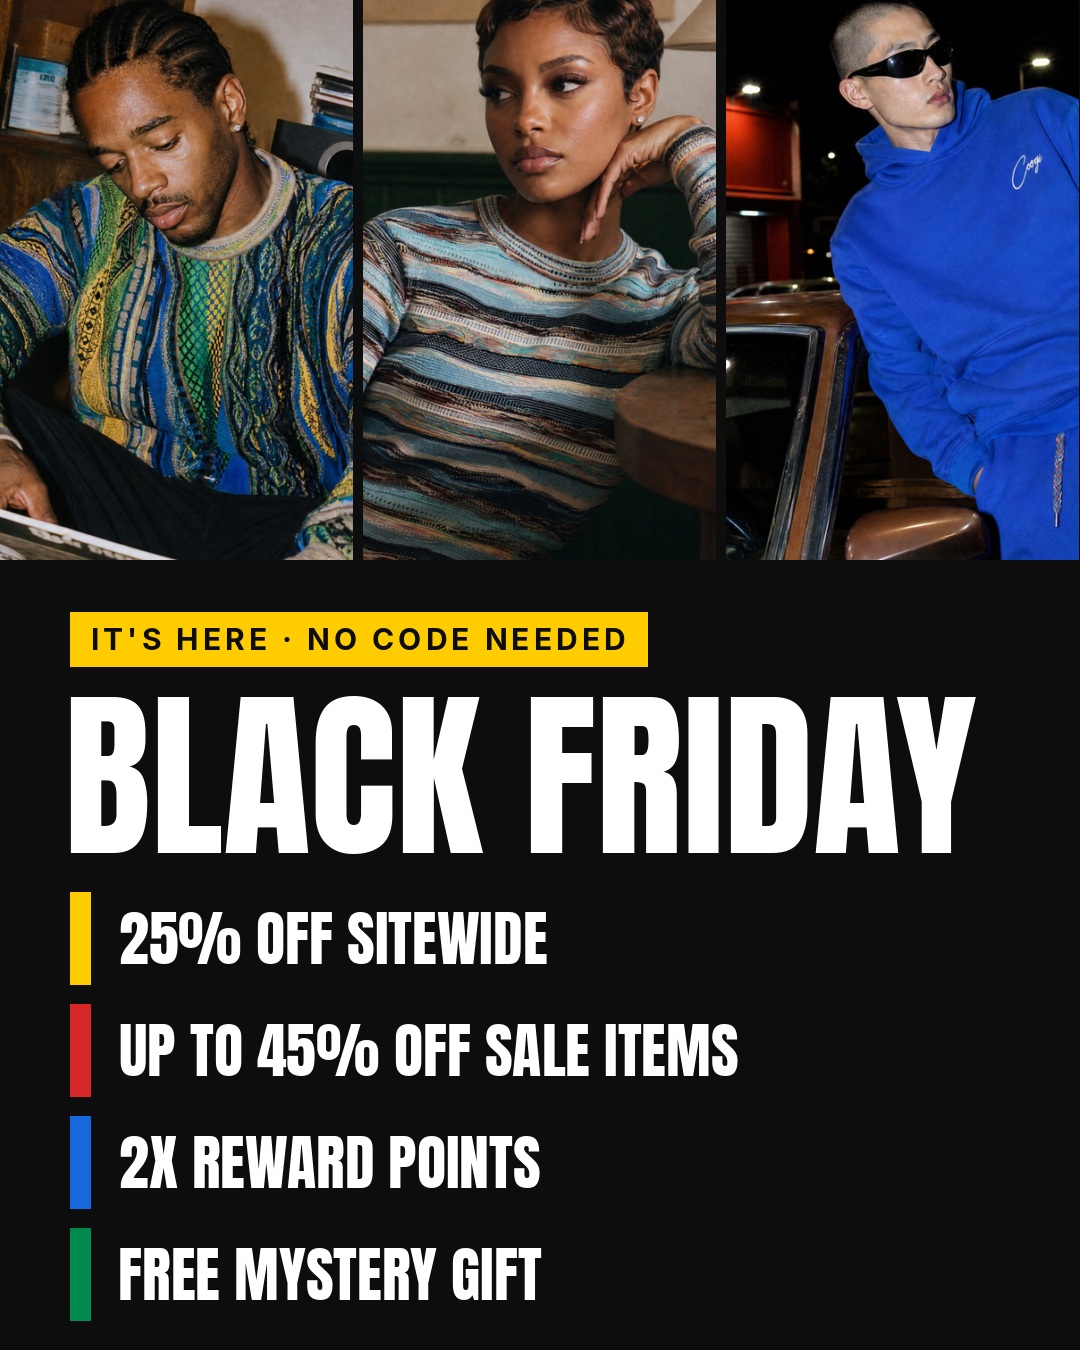 Coogi
IT'S HERE · NO CODE NEEDED
BLACK FRIDAY
25% OFF SITEWIDE
UP TO 45% OFF SALE ITEMS
2X REWARD POINTS
FREE MYSTERY GIFT